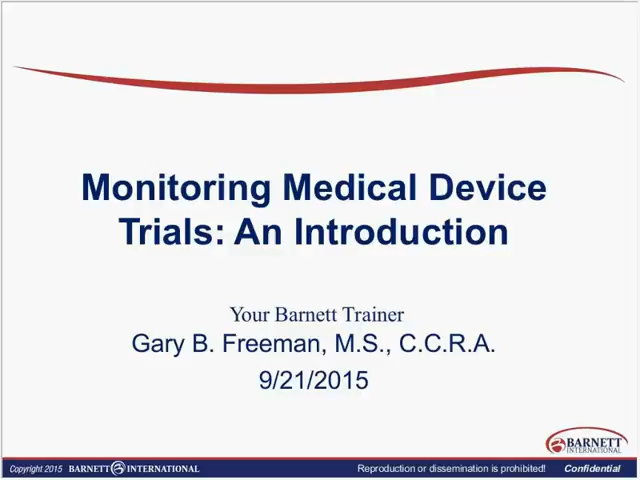 Monitoring Medical Device
Trials: An Introduction
Your Barnett Trainer
Gary B. Freeman, M.S., C.C.R.A.
9/21/2015
BARNETT
INTERNATIONAL
Copyright 2015 BARNETT INTERNATIONAL Reproduction or dissemination is prohibited! Confidential